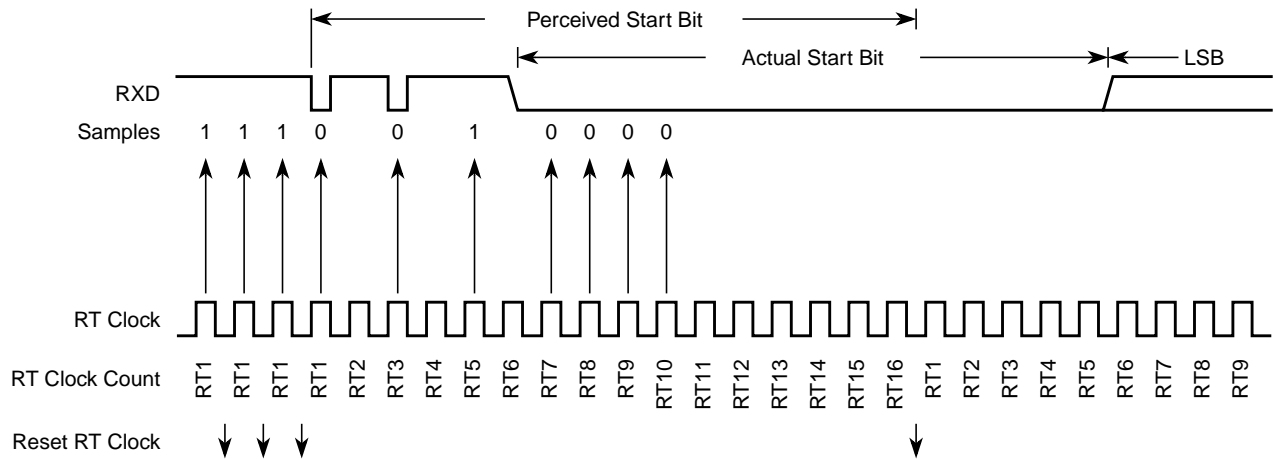 Perceived Start Bit
Actual Start Bit
LSB
RXD
Samples 1 1 1 0 0 1 0 0 0 0
RT Clock
RT Clock Count RT1 RT1 RT1 RT1 RT2 RT3 RT4 RT5 RT6 RT7 RT8 RT9 RT10 RT11 RT12 RT13 RT14 RT15 RT16 RT1 RT2 RT3 RT4 RT5 RT6 RT7 RT8 RT9
Reset RT Clock